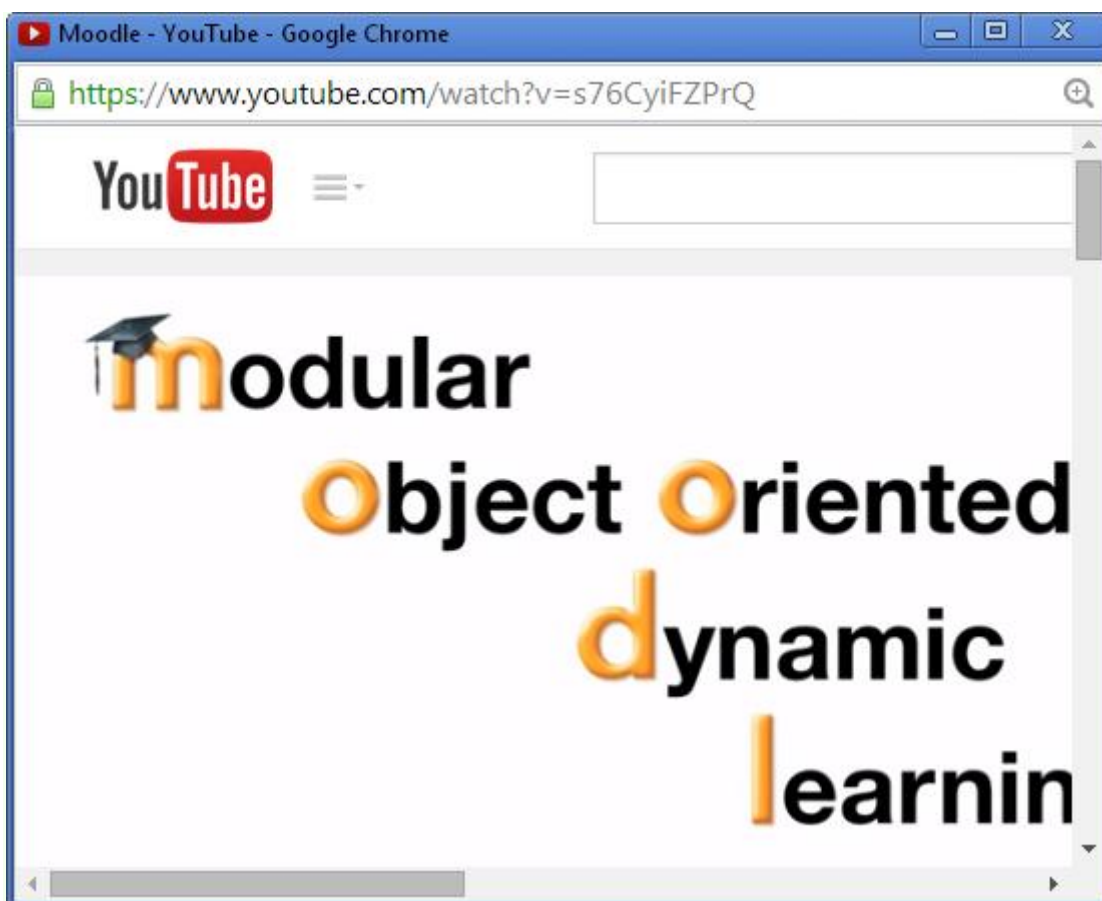 Moodle - YouTube - Google Chrome
https://www.youtube.com/watch?v=s76CyiFZPrQ
YouTube
modular
Object Oriented
dynamic
learnin